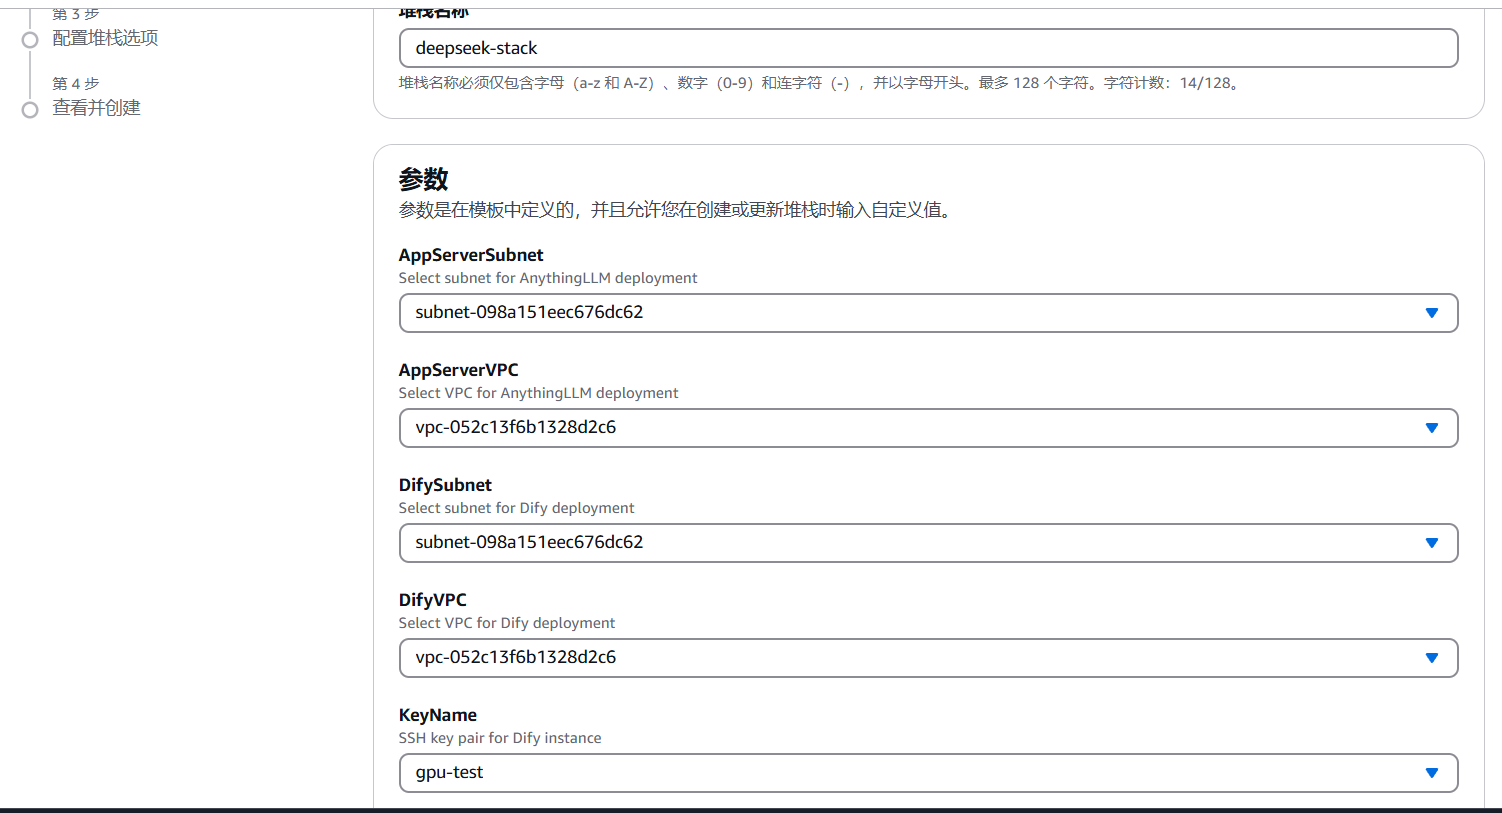 第 3 步
配置堆栈选项
第 4 步
查看并创建
堆栈名称
deepseek-stack
堆栈名称必须仅包含字母（a-z 和 A-Z）、数字（0-9）和连字符（-），并以字母开头。最多 128 个字符。字符计数：14/128。
参数
参数是在模板中定义的，并且允许您在创建或更新堆栈时输入自定义值。
AppServerSubnet
Select subnet for AnythingLLM deployment
subnet-098a151eec676dc62
AppServerVPC
Select VPC for AnythingLLM deployment
vpc-052c13f6b1328d2c6
DifySubnet
Select subnet for Dify deployment
subnet-098a151eec676dc62
DifyVPC
Select VPC for Dify deployment
vpc-052c13f6b1328d2c6
KeyName
SSH key pair for Dify instance
gpu-test